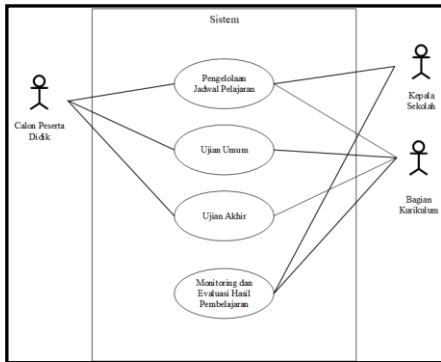 Sistem
Pengelolaan
Jadwal Pelajaran
Kepala
Sekolah
Calon Peserta
Didik
Ujian Umum
Bagian
Kurikulum
Ujian Akhir
Monitoring dan
Evaluasi Hasil
Pembelajaran